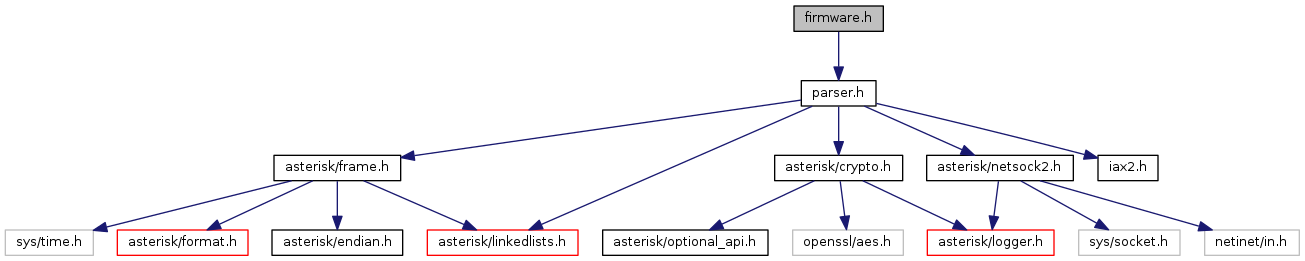 firmware.h
parser.h
asterisk/frame.h
asterisk/crypto.h
asterisk/netsock2.h
iax2.h
sys/time.h
asterisk/format.h
asterisk/endian.h
asterisk/linkedlists.h
asterisk/optional_api.h
openssl/aes.h
asterisk/logger.h
sys/socket.h
netinet/in.h